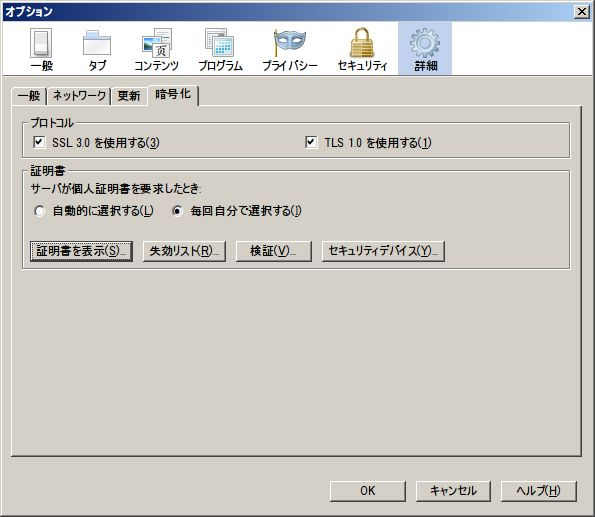 オプション
一般 タブ コンテンツ プログラム プライバシー セキュリティ 詳細
一般 ネットワーク 更新 暗号化
プロトコル
SSL 3.0 を使用する(3) TLS 1.0 を使用する(1)
証明書
サーバが個人証明書を要求したとき:
自動的に選択する(L) 毎回自分で選択する(I)
証明書を表示(S)... 失効リスト(R)... 検証(V)... セキュリティデバイス(Y)...
OK キャンセル ヘルプ(H)